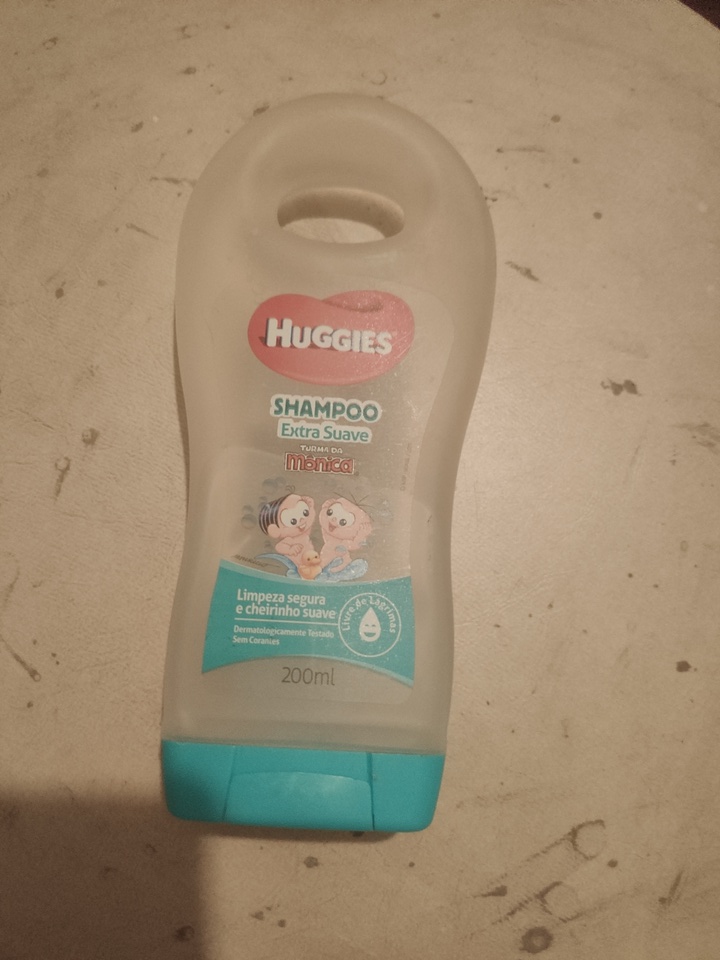 HUGGIES
SHAMPOO
Extra Suave
TURMA DA
Mônica
Limpeza segura
e cheirinho suave
Dermatologicamente Testado
Sem Corantes
Livre de Lágrimas
200ml